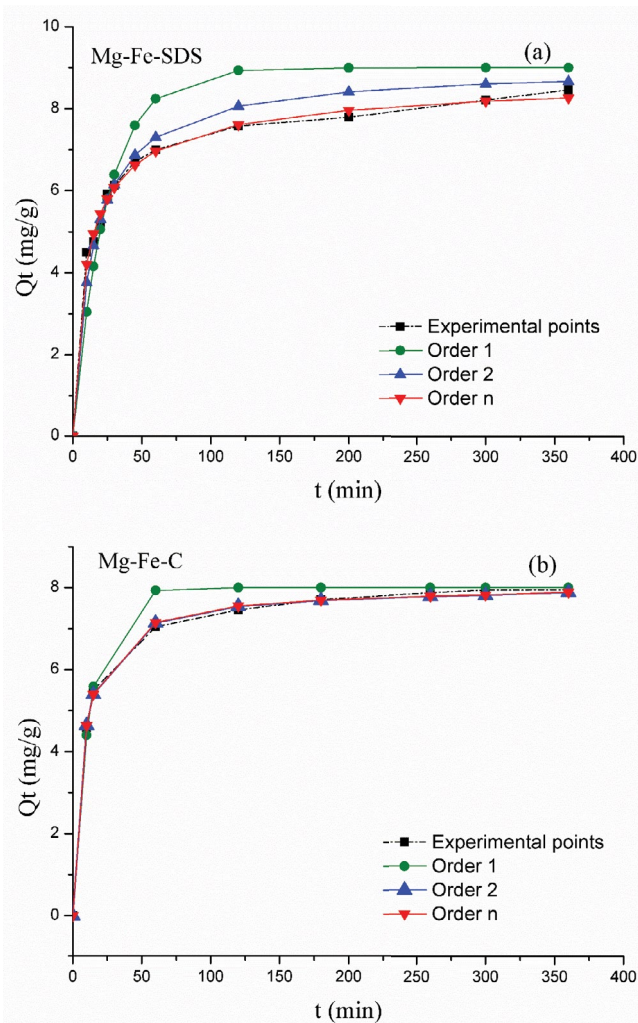 10
Mg-Fe-SDS
(a)
8
6
Qt (mg/g)
4
Experimental points
Order 1
2
Order 2
Order n
0
0 50 100 150 200 250 300 350 400
t (min)
Mg-Fe-C
(b)
8
6
Qt (mg/g)
4
2
Experimental points
Order 1
Order 2
0
Order n
0 50 100 150 200 250 300 350 400
t (min)